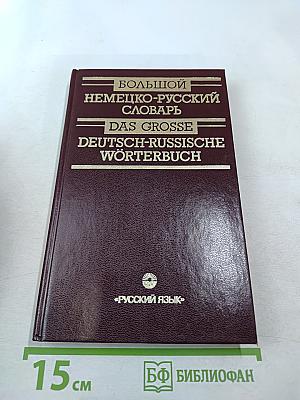 БОЛЬШОЙ
НЕМЕЦКО-РУССКИЙ
СЛОВАРЬ
DAS GROSSE
DEUTSCH-RUSSISCHE
WÖRTERBUCH
«РУССКИЙ ЯЗЫК»
15 см
БФ БИБЛИОФАН